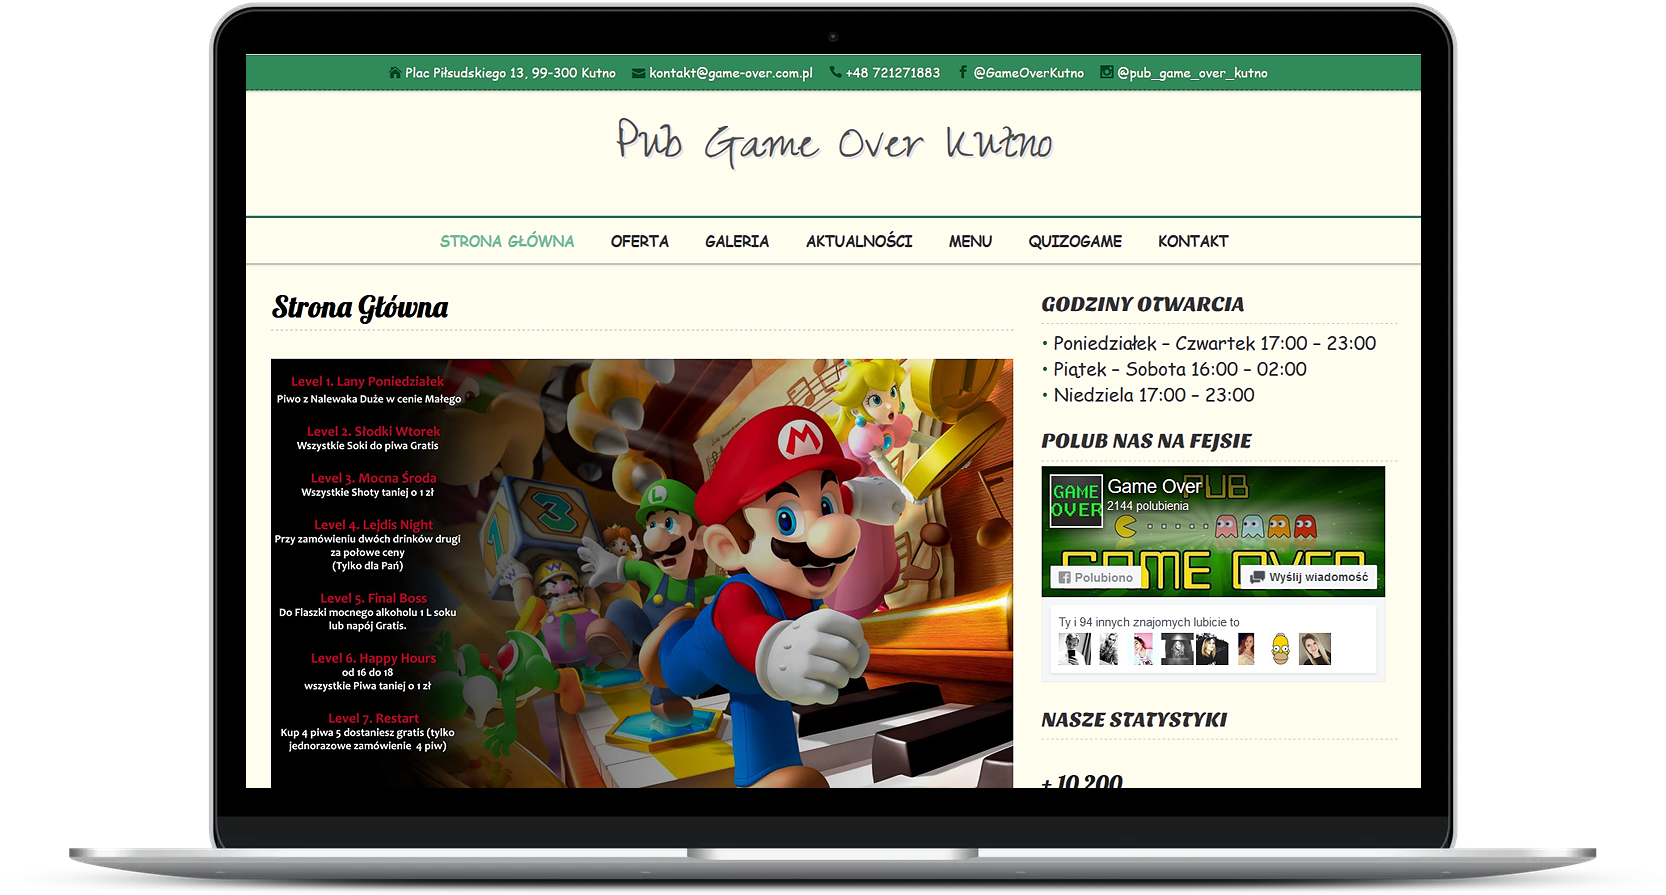 Plac Piłsudskiego 13, 99-300 Kutno kontakt@game-over.com.pl +48 721271883 @GameOverKutno @pub_game_over_kutno
Pub Game Over Kutno
STRONA GŁÓWNA OFERTA GALERIA AKTUALNOŚCI MENU QUIZOGAME KONTAKT
Strona Główna
Level 1. Lany Poniedziałek
Piwo z Nalewaka Duże w cenie Małego
Level 2. Słodki Wtorek
Wszystkie Soki do piwa Gratis
Level 3. Mocna Środa
Wszystkie Shoty taniej o 1 zł
Level 4. Lejdis Night
Przy zamówieniu dwóch drinków drugi
za połowe ceny
(Tylko dla Pań)
Level 5. Final Boss
Do Flaszki mocnego alkoholu 1 L soku
lub napój Gratis.
Level 6. Happy Hours
od 16 do 18
wszystkie Piwa taniej o 1 zł
Level 7. Restart
Kup 4 piwa 5 dostaniesz gratis (tylko
jednorazowe zamówienie 4 piw)
1 3
L
M
W
GODZINY OTWARCIA
• Poniedziałek – Czwartek 17:00 – 23:00
• Piątek – Sobota 16:00 – 02:00
• Niedziela 17:00 – 23:00
POLUB NAS NA FEJSIE
GAME
OVER
Game Over
2144 polubienia
PUB
GAME OVER
Polubiono
Wyślij wiadomość
Ty i 94 innych znajomych lubicie to
NASZE STATYSTYKI
+ 10 200